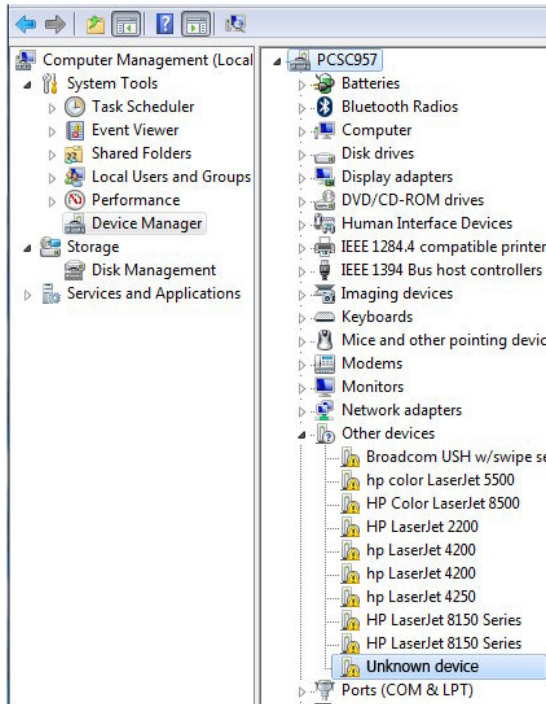 Computer Management (Local
System Tools
Task Scheduler
Event Viewer
Shared Folders
Local Users and Groups
Performance
Device Manager
Storage
Disk Management
Services and Applications
PCSC957
Batteries
Bluetooth Radios
Computer
Disk drives
Display adapters
DVD/CD-ROM drives
Human Interface Devices
IEEE 1284.4 compatible printer
IEEE 1394 Bus host controllers
Imaging devices
Keyboards
Mice and other pointing devic
Modems
Monitors
Network adapters
Other devices
Broadcom USH w/swipe se
hp color LaserJet 5500
HP Color LaserJet 8500
HP LaserJet 2200
hp LaserJet 4200
hp LaserJet 4200
hp LaserJet 4250
HP LaserJet 8150 Series
HP LaserJet 8150 Series
Unknown device
Ports (COM & LPT)